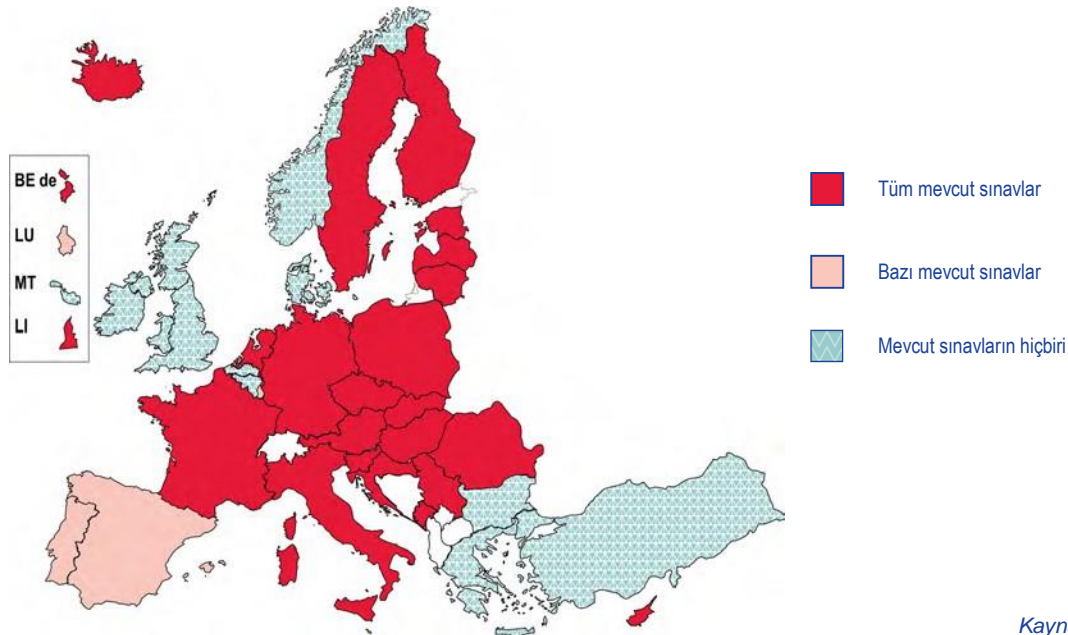 BE de
LU
MT
LI
Tüm mevcut sınavlar
Bazı mevcut sınavlar
Mevcut sınavların hiçbiri
Kayn